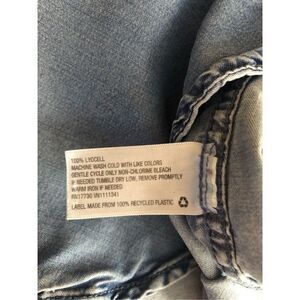 100% LYOCELL
MACHINE WASH COLD WITH LIKE COLORS
GENTLE CYCLE ONLY NON-CHLORINE BLEACH
IF NEEDED TUMBLE DRY LOW, REMOVE PROMPTLY
WARM IRON IF NEEDED
RN17730 VN111341
LABEL MADE FROM 100% RECYCLED PLASTIC